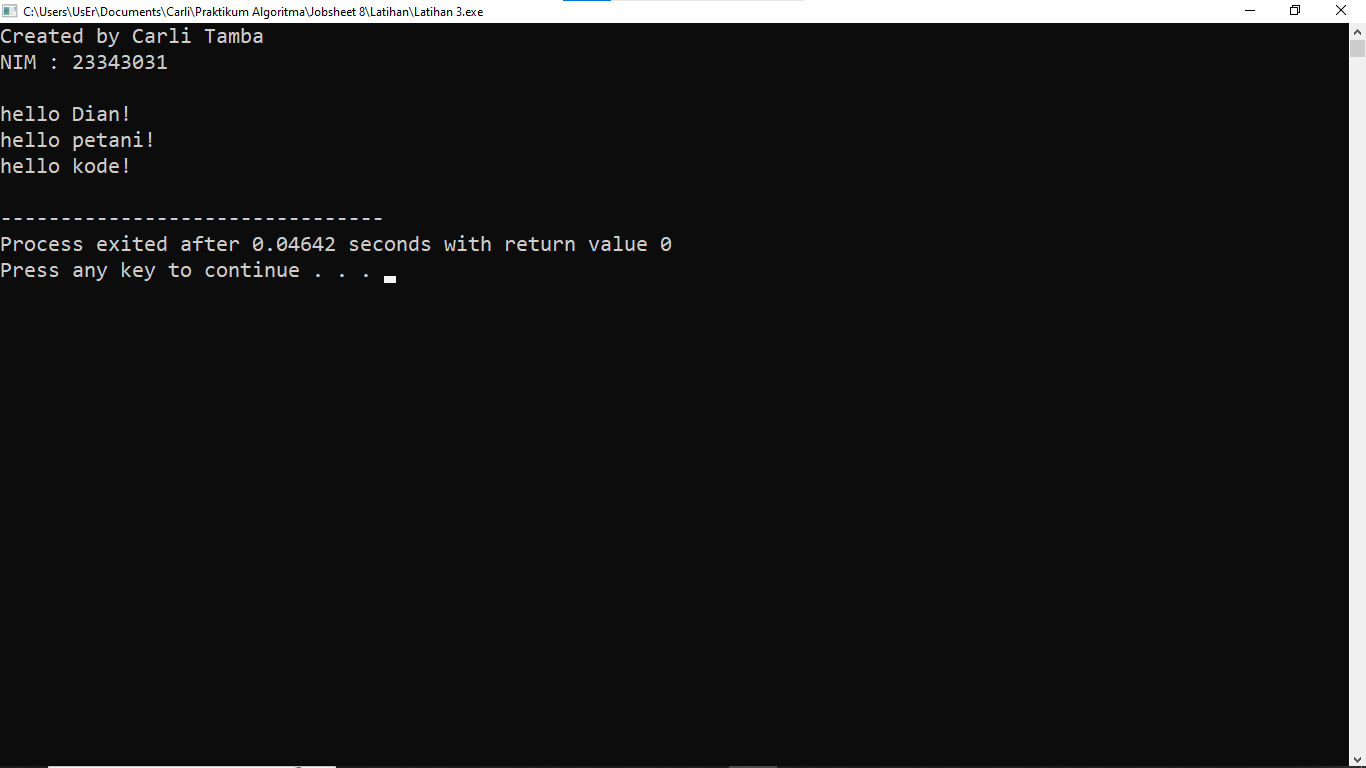 C:\Users\UsEr\Documents\Carli\Praktikum Algoritma\Jobsheet 8\Latihan\Latihan 3.exe
Created by Carli Tamba
NIM : 23343031
hello Dian!
hello petani!
hello kode!
--------------------------------
Process exited after 0.04642 seconds with return value 0
Press any key to continue . . .